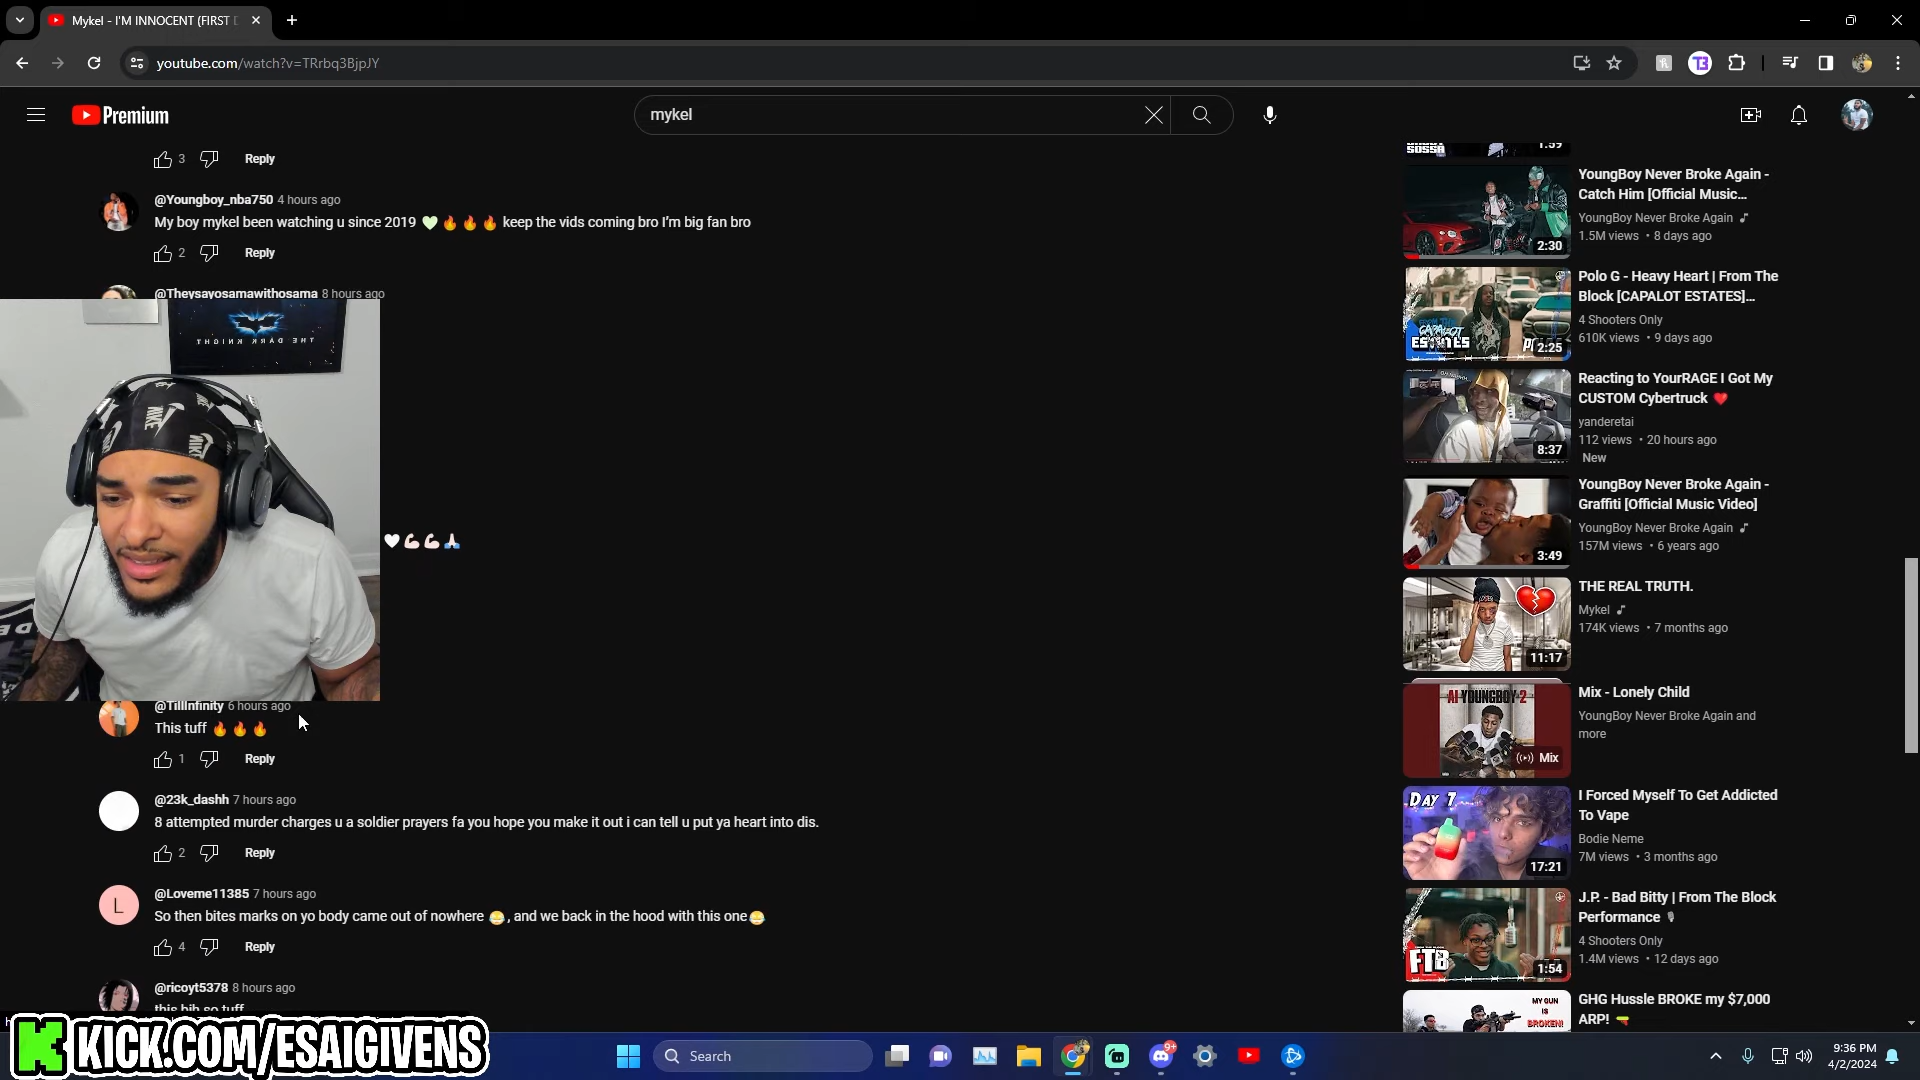 Mykel - I'M INNOCENT (FIRST D
youtube.com/watch?v=TRrbq3BjpJY
Premium
mykel
3 Reply
@Youngboy_nba750 4 hours ago
My boy mykel been watching u since 2019 💚🔥🔥🔥 keep the vids coming bro I'm big fan bro
2 Reply
@Theysayosamawithosama 8 hours ago
THE DARK KNIGHT
🤍💪🏻💪🏻🙏🏻
@TillInfinity 6 hours ago
This tuff 🔥🔥🔥
1 Reply
@23k_dashh 7 hours ago
8 attempted murder charges u a soldier prayers fa you hope you make it out i can tell u put ya heart into dis.
2 Reply
L
@Loveme11385 7 hours ago
So then bites marks on yo body came out of nowhere 😂, and we back in the hood with this one😂
4 Reply
@ricoyt5378 8 hours ago
this bih so tuff
SOSSA
1:59
YoungBoy Never Broke Again -
Catch Him [Official Music...
YoungBoy Never Broke Again
1.5M views • 8 days ago
2:30
Polo G - Heavy Heart | From The
Block [CAPALOT ESTATES]...
4 Shooters Only
610K views • 9 days ago
ESTATES
2:25
Reacting to YourRAGE I Got My
CUSTOM Cybertruck ❤️
yanderetai
112 views • 20 hours ago
New
8:37
YoungBoy Never Broke Again -
Graffiti [Official Music Video]
YoungBoy Never Broke Again
157M views • 6 years ago
3:49
THE REAL TRUTH.
Mykel
174K views • 7 months ago
11:17
AI YOUNGBOY 2
Mix
Mix - Lonely Child
YoungBoy Never Broke Again and
more
DAY 7
17:21
I Forced Myself To Get Addicted
To Vape
Bodie Neme
7M views • 3 months ago
FTB
1:54
J.P. - Bad Bitty | From The Block
Performance 🎙
4 Shooters Only
1.4M views • 12 days ago
MY GUN
IS
BROKEN!
GHG Hussle BROKE my $7,000
ARP! 🔫
KICK.COM/ESAIGIVENS
Search
9+
9:36 PM
4/2/2024